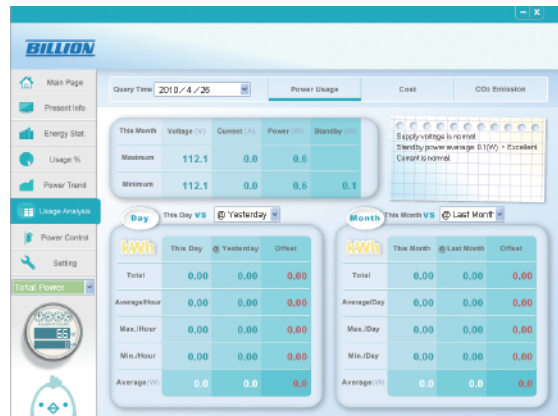 BILLION
Main Page
Present Info
Energy Stat.
Usage %
Power Trend
Usage Analysis
Power Control
Setting
Total Power
Query Time 2010/4/26
Power Usage Cost CO2 Emission
This Month Voltage (V) Current (A) Power (W) Standby (W)
Maximum 112.1 0.0 0.6
Minimum 112.1 0.0 0.6 0.1
Supply voltage is normal
Standby power average: 0.1(W) = Excellent
Current is normal
Day This Day VS @ Yesterday
kWh This Day @ Yesterday Offset
Total 0.00 0.00 0.00
Average/Hour 0.00 0.00 0.00
Max./Hour 0.00 0.00 0.00
Min./Hour 0.00 0.00 0.00
Average(W) 0.0 0.0 0.0
Month This Month VS @ Last Month
kWh This Month @ Last Month Offset
Total 0.00 0.00 0.00
Average/Day 0.00 0.00 0.00
Max./Day 0.00 0.00 0.00
Min./Day 0.00 0.00 0.00
Average(W) 0.0 0.0 0.0